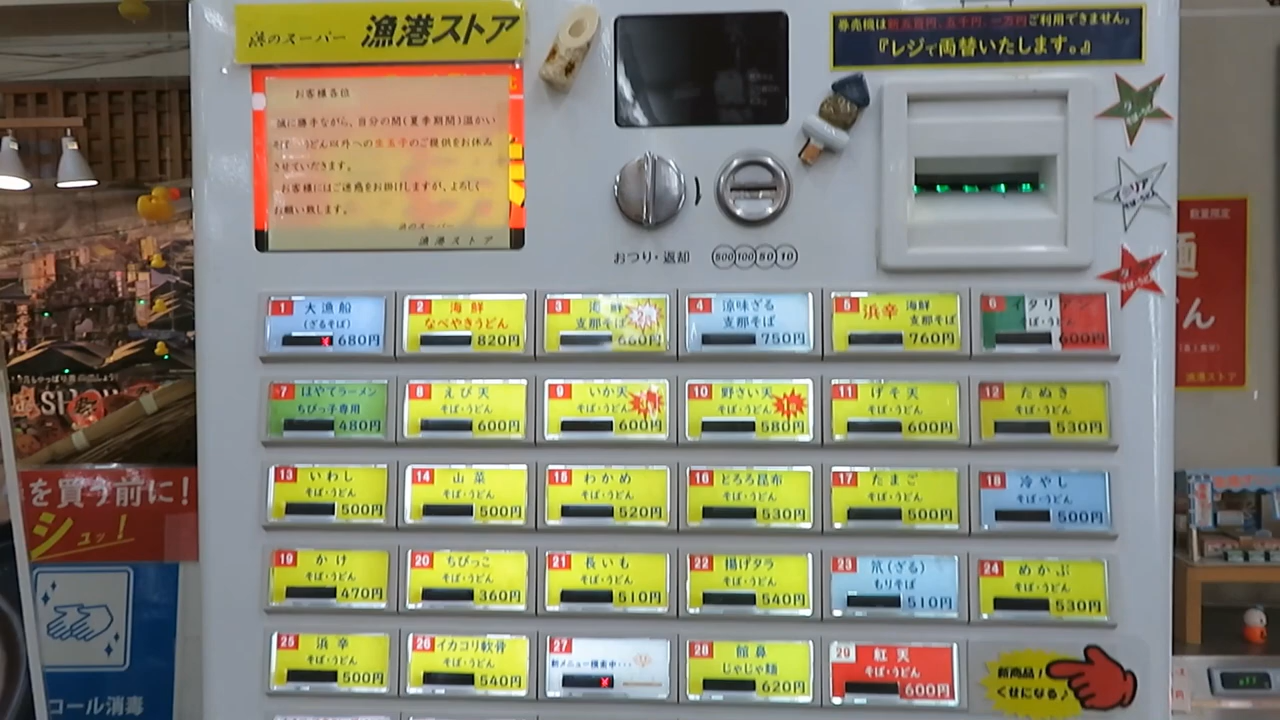 浜のスーパー 漁港ストア
お客様各位
誠に勝手ながら、自分の間(夏季期間)温かい
そば・うどん以外への生玉子のご提供をお休み
させていただきます。
お客様にはご迷惑をお掛けしますが、よろしく
お願い致します。
浜のスーパー
漁港ストア
『レジで両替いたします。』
おつり・返却
500 100 50 10
1 大漁船
(ざるそば)
680円
2 海鮮
なべやきうどん
820円
3 海鮮
支那そば
660円
4 涼味ざる
支那そば
750円
5 浜辛 海鮮
支那そば
760円
6 イタリアン
そば・うどん
600円
7 はやてラーメン
ちびっ子専用
480円
8 えび天
そば・うどん
600円
9 いか天
そば・うどん
600円
10 野さい天
そば・うどん
580円
11 げそ天
そば・うどん
600円
12 たぬき
そば・うどん
530円
13 いわし
そば・うどん
500円
14 山菜
そば・うどん
500円
15 わかめ
そば・うどん
520円
16 とろろ昆布
そば・うどん
530円
17 たまご
そば・うどん
500円
18 冷やし
そば・うどん
500円
19 かけ
そば・うどん
470円
20 ちびっこ
そば・うどん
360円
21 長いも
そば・うどん
510円
22 揚げタラ
そば・うどん
540円
23 笊(ざる)
もりそば
510円
24 めかぶ
そば・うどん
530円
25 浜辛
そば・うどん
500円
26 イカコリ軟骨
そば・うどん
540円
27
新メニュー模索中・・・
28 館鼻
じゃじゃ麺
620円
29 紅天
そば・うどん
600円
新商品!
くせになる♪
を買う前に!
シュッ!
コール消毒
数量限定
麺
どん
漁港ストア